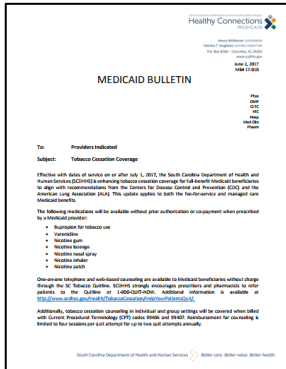 Healthy Connections
MEDICAID
Henry McMaster GOVERNOR
P.O. Box 8206 Columbia, SC 29202
www.scdhhs.gov
June 2, 2017
MB# 17-010
MEDICAID BULLETIN
Phys
OMP
CLTC
MC
Hosp
Med Clin
Pharm
To: Providers Indicated
Subject: Tobacco Cessation Coverage
Effective with dates of service on or after July 1, 2017, the South Carolina Department of Health and
Human Services (SCDHHS) is enhancing tobacco cessation coverage for full-benefit Medicaid beneficiaries
to align with recommendations from the Centers for Disease Control and Prevention (CDC) and the
American Lung Association (ALA). This update applies to both the fee-for-service and managed care
Medicaid benefits.
The following medications will be available without prior authorization or co-payment when prescribed
by a Medicaid provider:
• Bupropion for tobacco use
• Varenicline
• Nicotine gum
• Nicotine lozenge
• Nicotine nasal spray
• Nicotine inhaler
• Nicotine patch
One-on-one telephone and web-based counseling are available to Medicaid beneficiaries without charge
through the SC Tobacco Quitline. SCDHHS strongly encourages prescribers and pharmacists to refer
patients to the Quitline at 1-800-QUIT-NOW. Additional information is available at
http://www.scdhec.gov/Health/TobaccoCessation/HelpYourPatientsQuit/.
Additionally, tobacco cessation counseling in individual and group settings will be covered when billed
with Current Procedural Terminology (CPT) codes 99406 and 99407. Reimbursement for counseling is
limited to four sessions per quit attempt for up to two quit attempts annually.
South Carolina Department of Health and Human Services Better care. Better value. Better health.